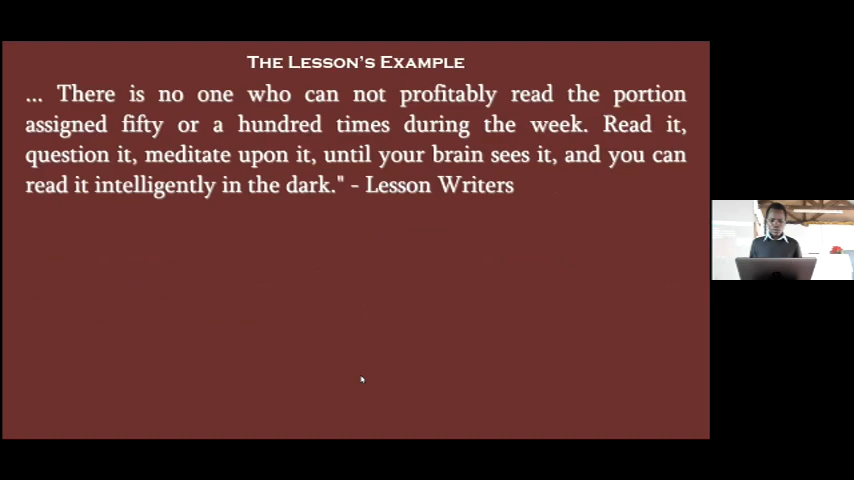 The Lesson's Example
... There is no one who can not profitably read the portion
assigned fifty or a hundred times during the week. Read it,
question it, meditate upon it, until your brain sees it, and you can
read it intelligently in the dark." - Lesson Writers